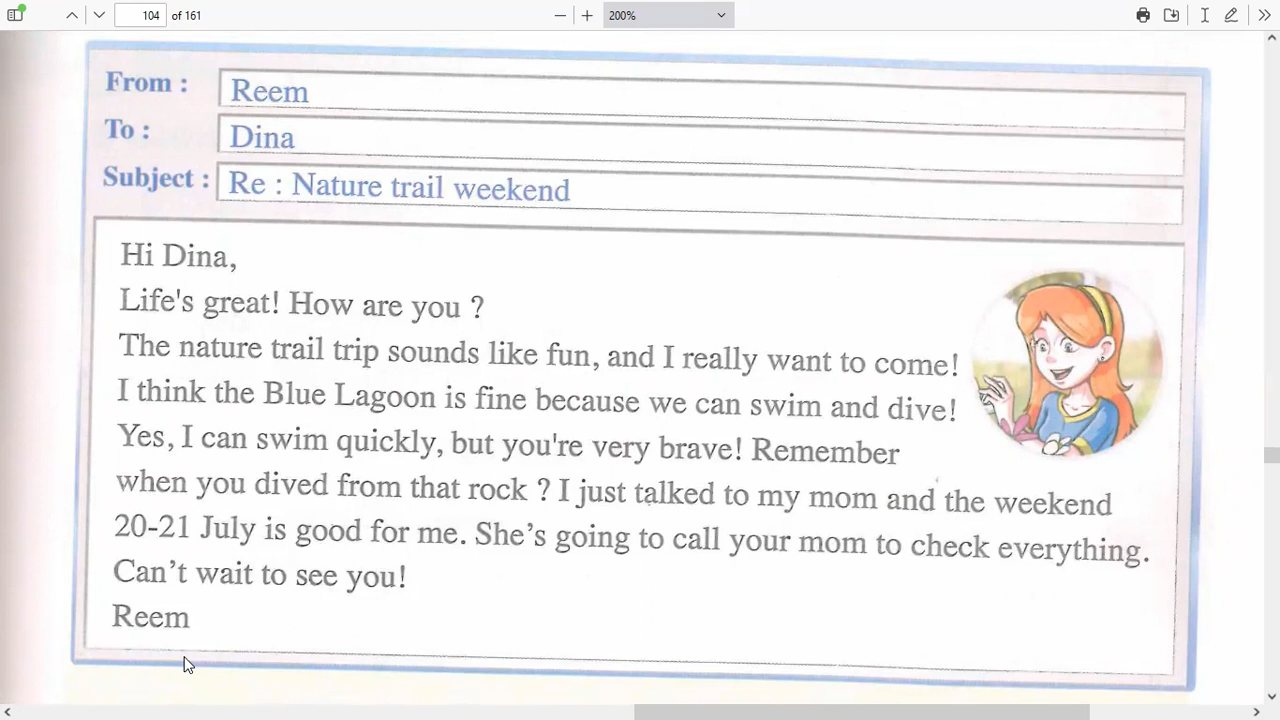 104 of 161
200%
From :
Reem
To :
Dina
Subject :
Re : Nature trail weekend
Hi Dina,
Life's great! How are you ?
The nature trail trip sounds like fun, and I really want to come!
I think the Blue Lagoon is fine because we can swim and dive!
Yes, I can swim quickly, but you're very brave! Remember
when you dived from that rock ? I just talked to my mom and the weekend
20-21 July is good for me. She’s going to call your mom to check everything.
Can’t wait to see you!
Reem